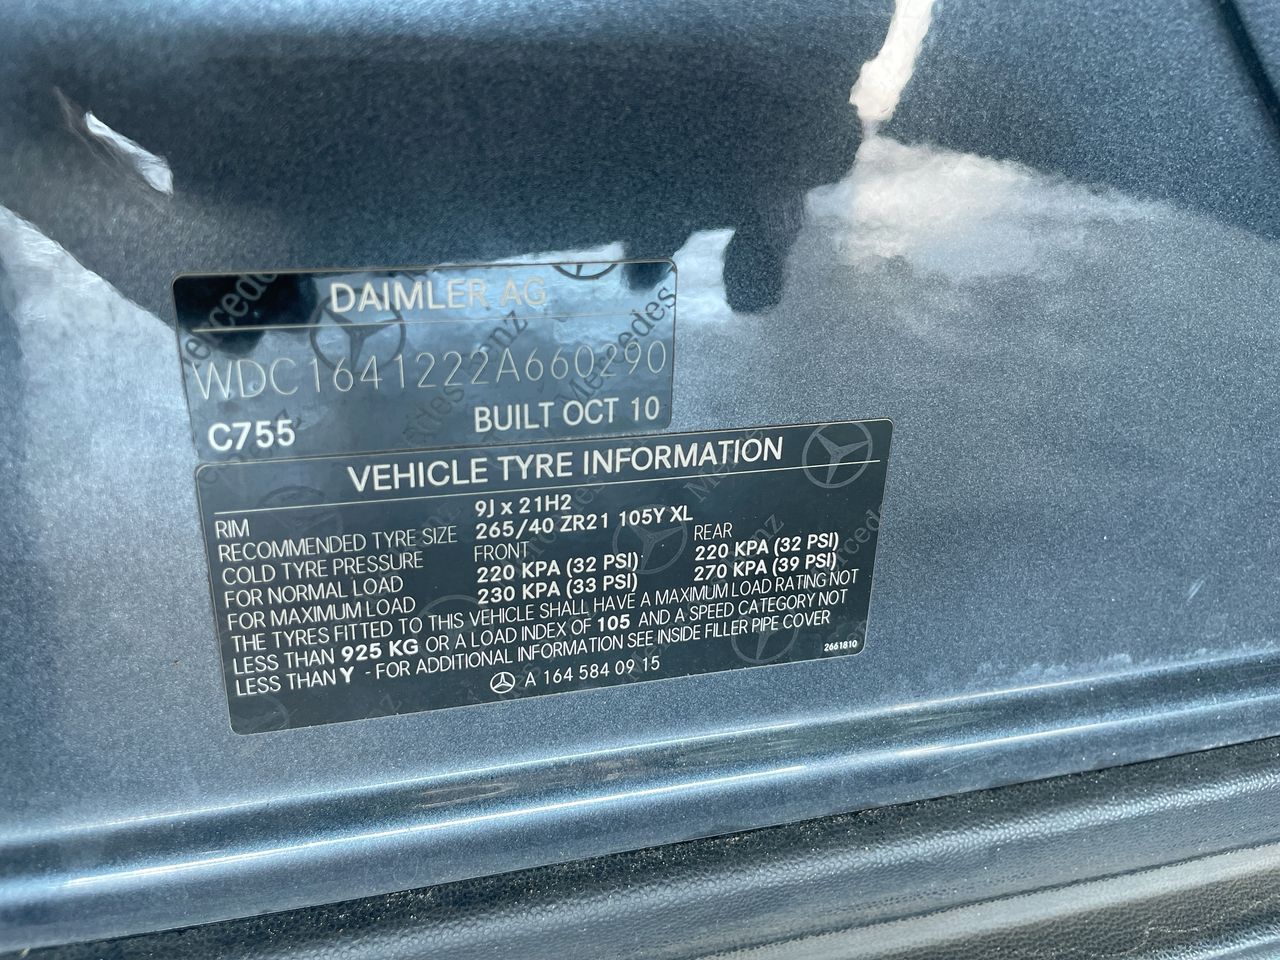 DAIMLER AG
WDC1641222A660290
C755 BUILT OCT 10
VEHICLE TYRE INFORMATION
RIM 9J x 21H2
RECOMMENDED TYRE SIZE 265/40 ZR21 105Y XL
COLD TYRE PRESSURE FRONT REAR
FOR NORMAL LOAD 220 KPA (32 PSI) 220 KPA (32 PSI)
FOR MAXIMUM LOAD 230 KPA (33 PSI) 270 KPA (39 PSI)
THE TYRES FITTED TO THIS VEHICLE SHALL HAVE A MAXIMUM LOAD RATING NOT
LESS THAN 925 KG OR A LOAD INDEX OF 105 AND A SPEED CATEGORY NOT
LESS THAN Y - FOR ADDITIONAL INFORMATION SEE INSIDE FILLER PIPE COVER
A 164 584 09 15 2661810